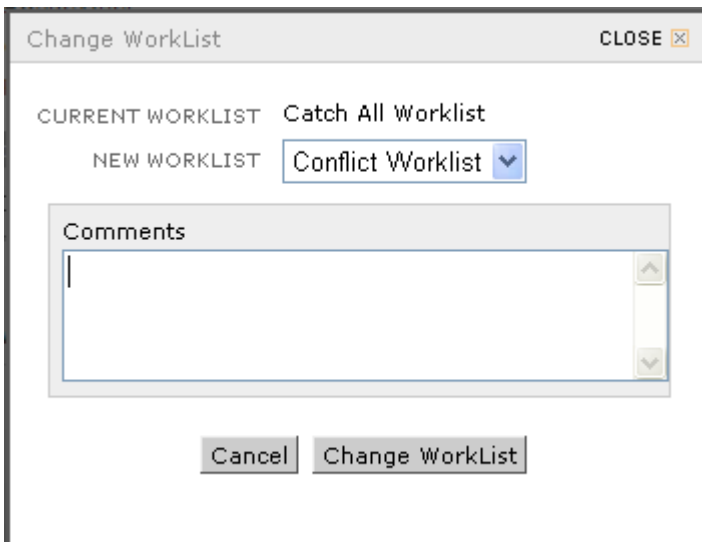 Change WorkList CLOSE
CURRENT WORKLIST Catch All Worklist
NEW WORKLIST Conflict Worklist
Comments
Cancel Change WorkList